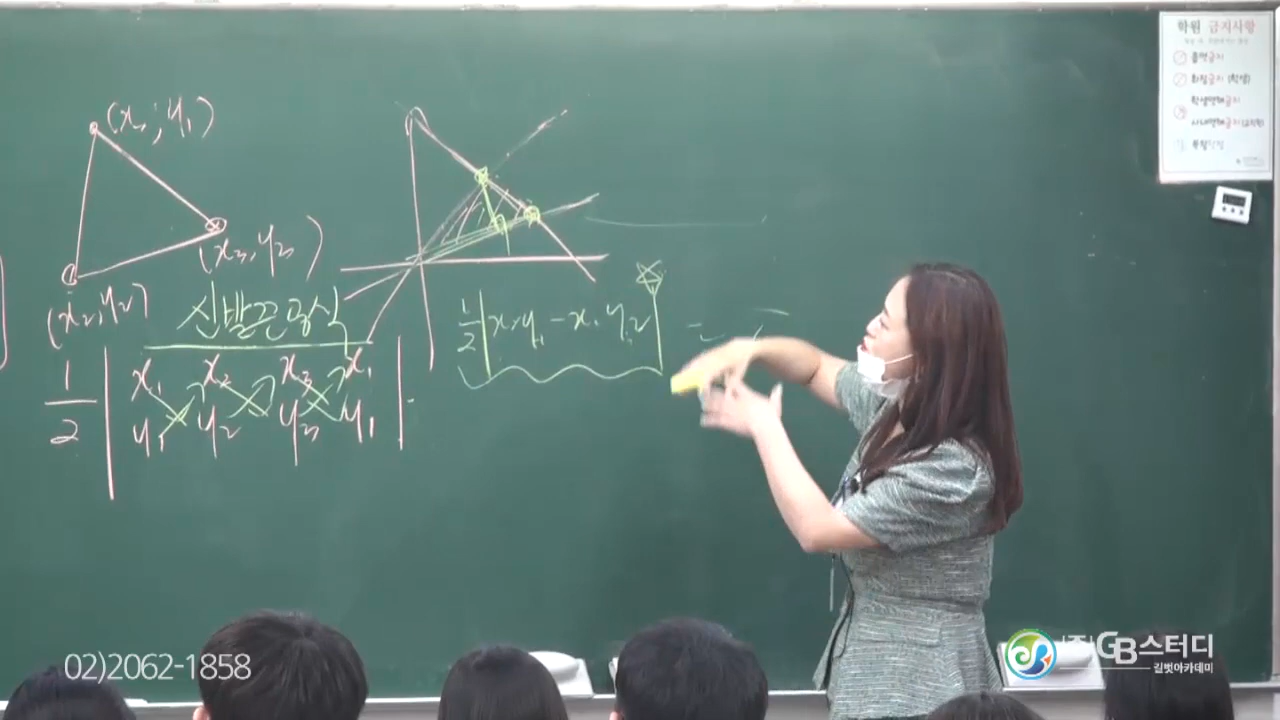 학원 금지사항
(x₁, y₁)
(x₃, y₃)
(x₂, y₂)
신발끈공식
1/2 | x₁ x₂ x₃ x₁ |
y₁ y₂ y₃ y₁
1/2 | x₂y₁ - x₁y₂ |
02)2062-1858
(주)GB스터디
길벗아카데미